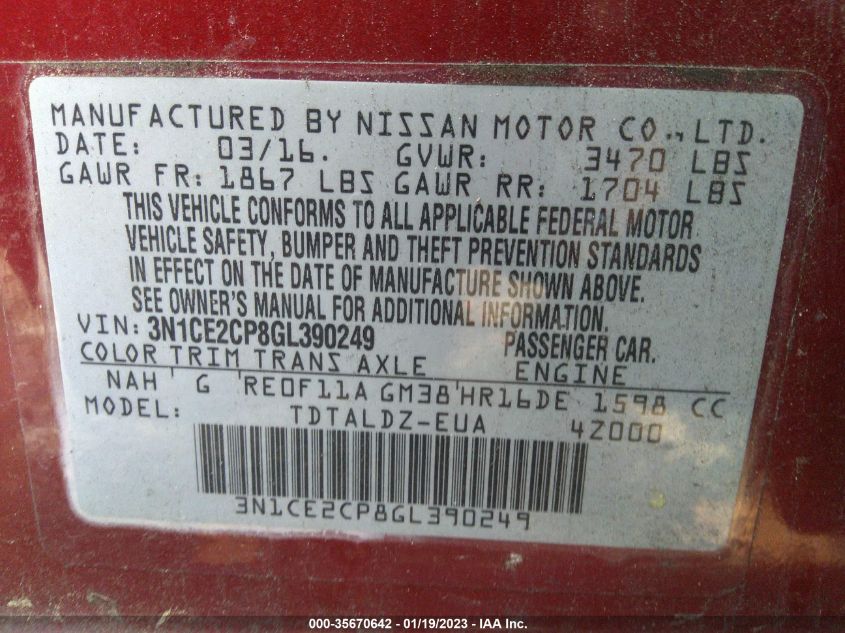 MANUFACTURED BY NISSAN MOTOR CO., LTD.
DATE: 03/16. GVWR: 3470 LBS
GAWR FR: 1867 LBS GAWR RR: 1704 LBS
THIS VEHICLE CONFORMS TO ALL APPLICABLE FEDERAL MOTOR
VEHICLE SAFETY, BUMPER AND THEFT PREVENTION STANDARDS
IN EFFECT ON THE DATE OF MANUFACTURE SHOWN ABOVE.
SEE OWNER'S MANUAL FOR ADDITIONAL INFORMATION.
VIN: 3N1CE2CP8GL390249 PASSENGER CAR.
COLOR TRIM TRANS AXLE ENGINE
NAH G RE0F11A GM38 HR16DE 1598 CC
MODEL: TDTALDZ-EUA 4Z000
3N1CE2CP8GL390249
000-35670642 - 01/19/2023 - IAA Inc.